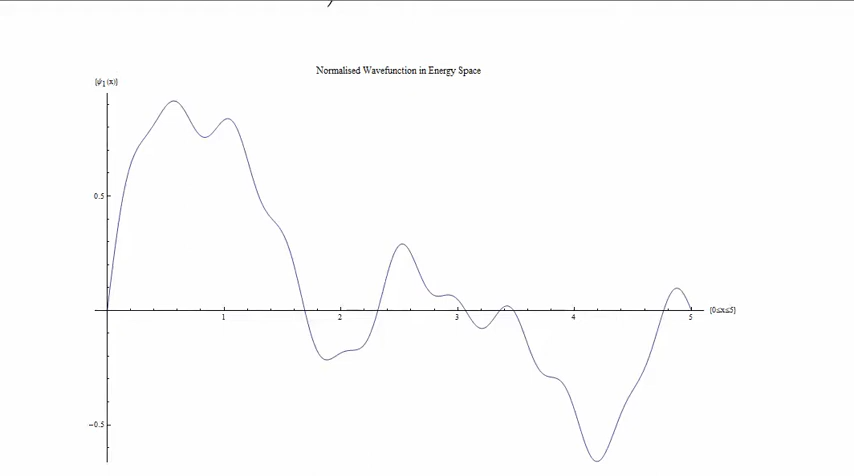 Normalised Wavefunction in Energy Space
[ψ1(x)]
0.5
1 2 3 4 5
[0≤x≤5]
−0.5